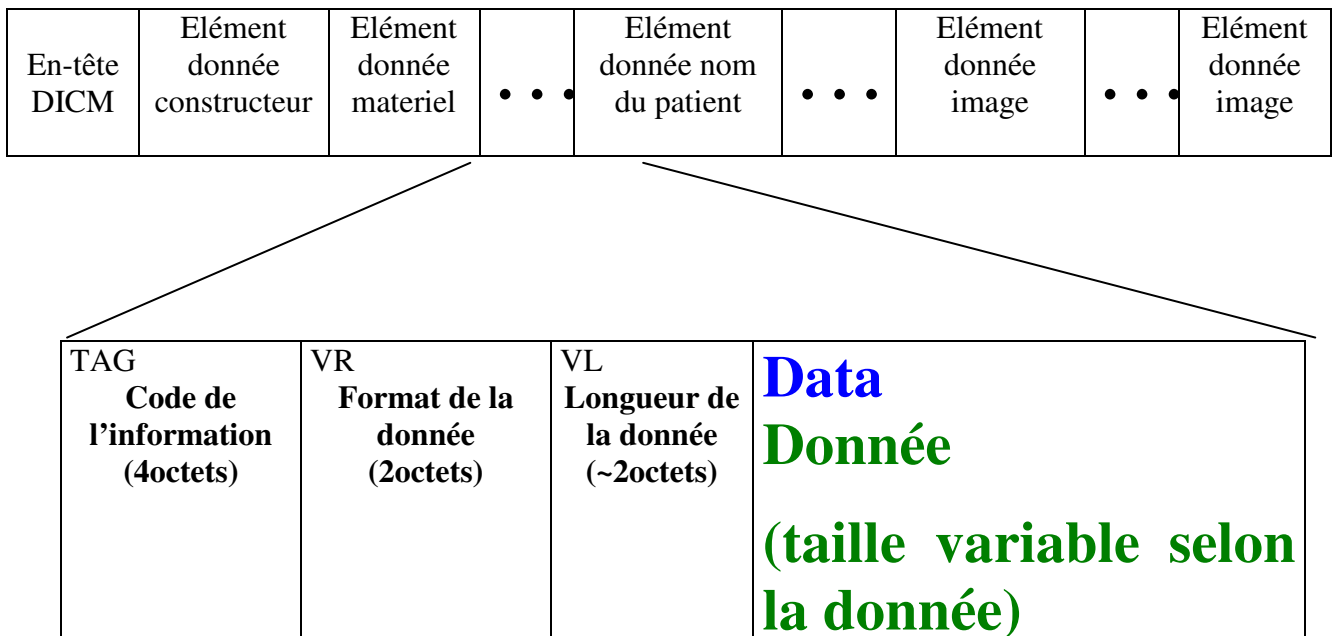 En-tête
DICM
Elément
donnée
constructeur
Elément
donnée
materiel
• • •
Elément
donnée nom
du patient
• • •
Elément
donnée
image
• • •
Elément
donnée
image
TAG
Code de
l’information
(4octets)
VR
Format de la
donnée
(2octets)
VL
Longueur de
la donnée
(~2octets)
Data
Donnée
(taille variable selon
la donnée)